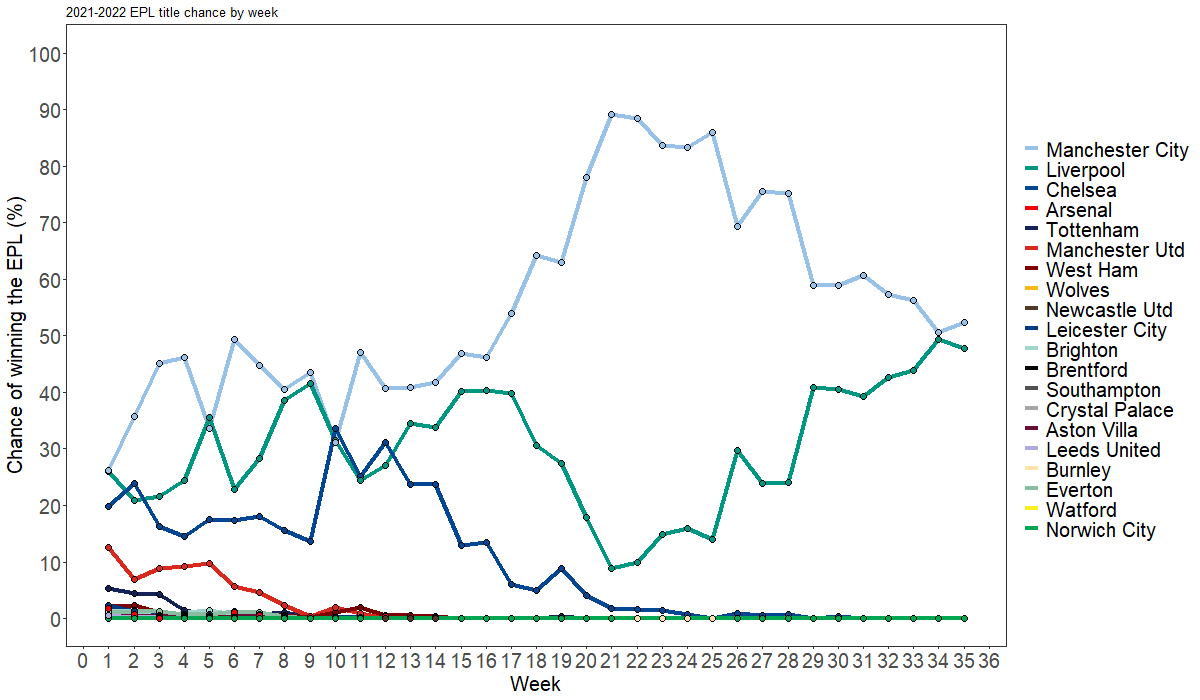 2021-2022 EPL title chance by week
Chance of winning the EPL (%)
100
90
80
70
60
50
40
30
20
10
0
0 1 2 3 4 5 6 7 8 9 10 11 12 13 14 15 16 17 18 19 20 21 22 23 24 25 26 27 28 29 30 31 32 33 34 35 36
Week
Manchester City
Liverpool
Chelsea
Arsenal
Tottenham
Manchester Utd
West Ham
Wolves
Newcastle Utd
Leicester City
Brighton
Brentford
Southampton
Crystal Palace
Aston Villa
Leeds United
Burnley
Everton
Watford
Norwich City